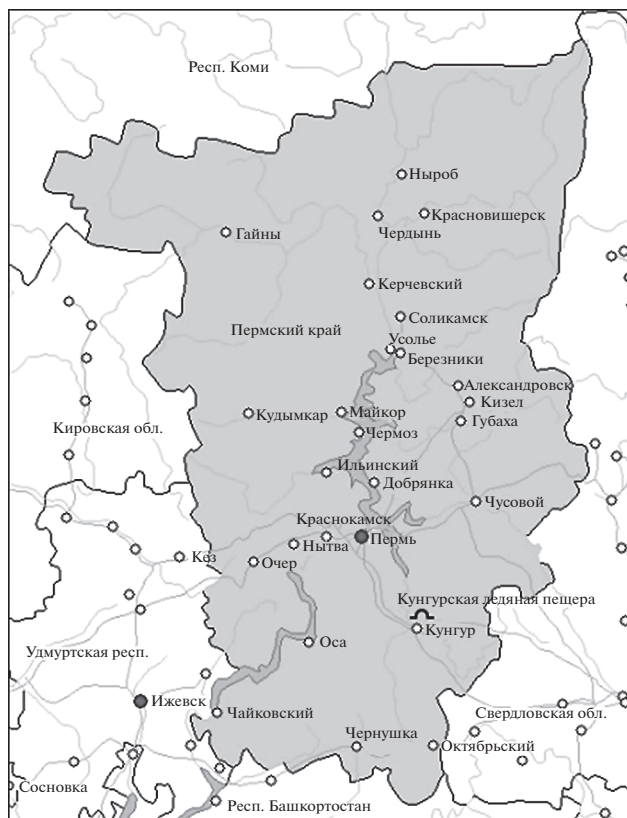 Респ. Коми
Ныроб
Красновишерск
Чердынь
Гайны
Керчевский
Соликамск
Пермский край
Усолье
Березники
Александровск
Кизел
Майкор
Кудымкар
Губаха
Кировская обл.
Чермоз
Ильинский
Добрянка
Чусовой
Краснокамск
Пермь
Нытва
Кез
Очер
Кунгурская ледяная пещера
Кунгур
Оса
Удмуртская респ.
Ижевск
Чайковский
Свердловская обл.
Чернушка
Октябрьский
Сосновка
Респ. Башкортостан